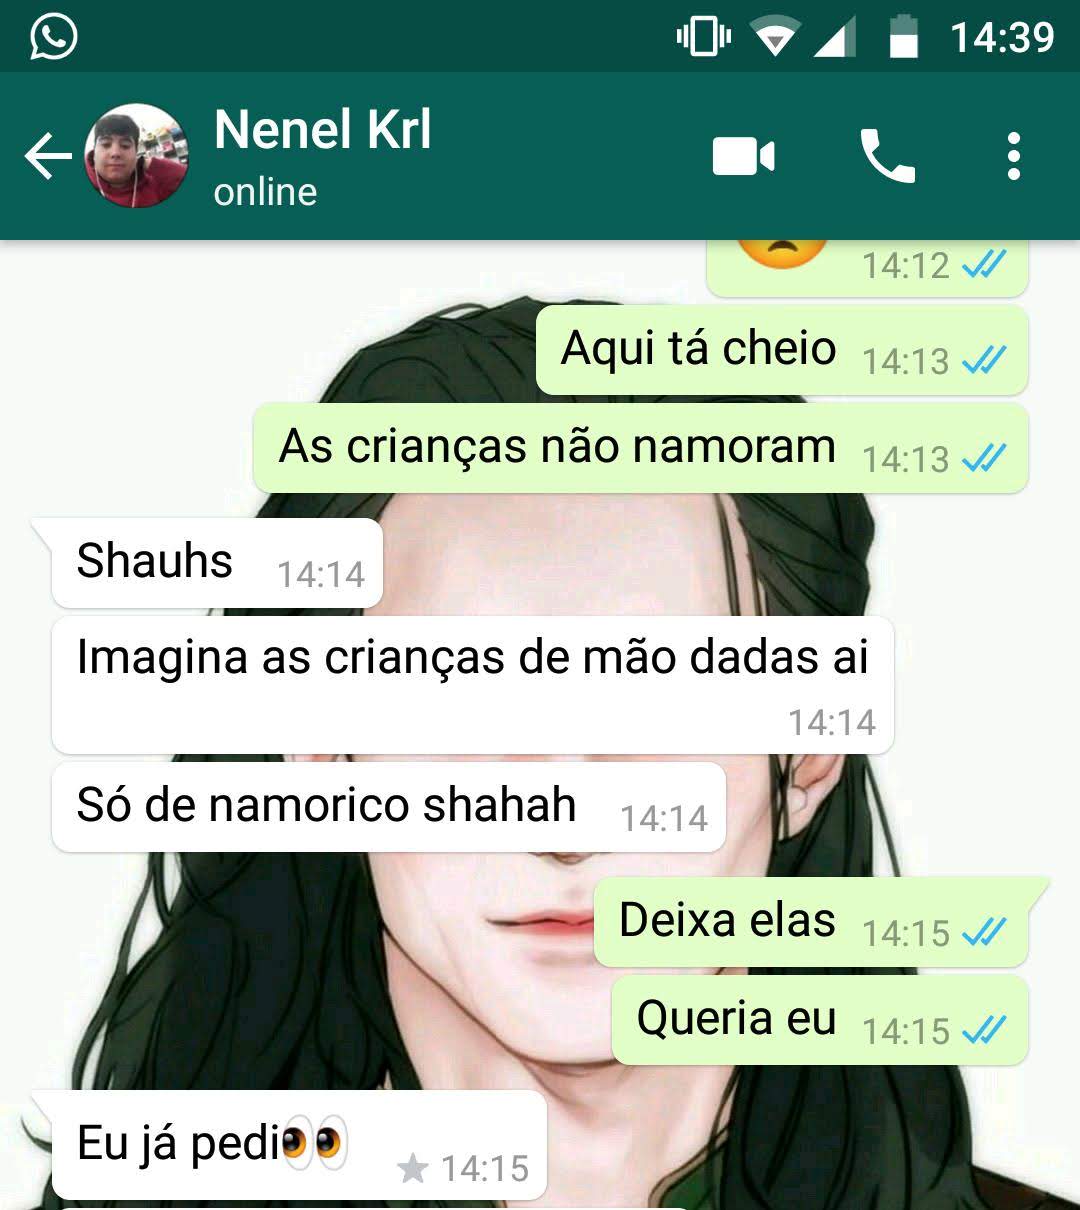 14:39
Nenel Krl
online
14:12
Aqui tá cheio 14:13
As crianças não namoram 14:13
Shauhs 14:14
Imagina as crianças de mão dadas ai
14:14
Só de namorico shahah 14:14
Deixa elas 14:15
Queria eu 14:15
Eu já pedi👀 14:15